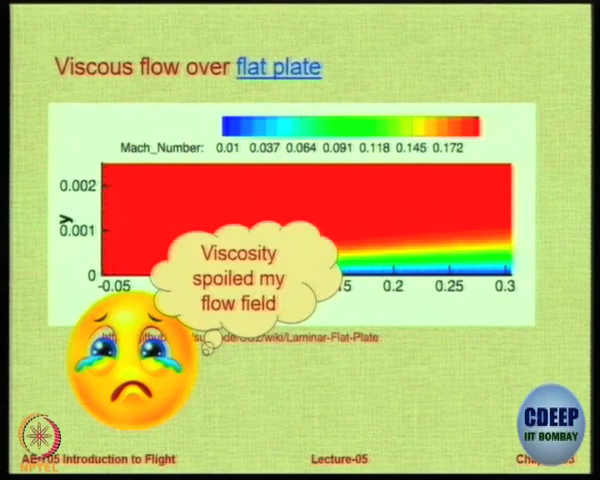 Viscous flow over flat plate
Mach_Number: 0.01 0.037 0.064 0.091 0.118 0.145 0.172
0.002
y
0.001
0
-0.05 0.2 0.25 0.3
Viscosity
spoiled my
flow field
wiki/Laminar-Flat-Plate
CDEEP
IIT BOMBAY
NPTEL
Introduction to Flight
Lecture-05